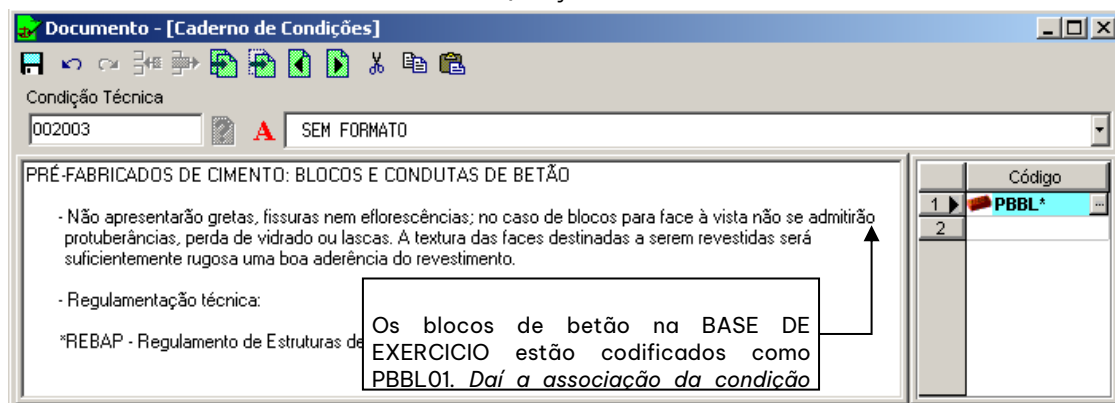 Documento - [Caderno de Condições]
Condição Técnica
002003
A SEM FORMATO
PRÉ-FABRICADOS DE CIMENTO: BLOCOS E CONDUTAS DE BETÃO
- Não apresentarão gretas, fissuras nem eflorescências; no caso de blocos para face à vista não se admitirão
protuberâncias, perda de vidrado ou lascas. A textura das faces destinadas a serem revestidas será
suficientemente rugosa uma boa aderência do revestimento.
- Regulamentação técnica:
*REBAP - Regulamento de Estruturas de
Os blocos de betão na BASE DE
EXERCICIO estão codificados como
PBBL01. Daí a associação da condição
Código
1 PBBL* ...
2